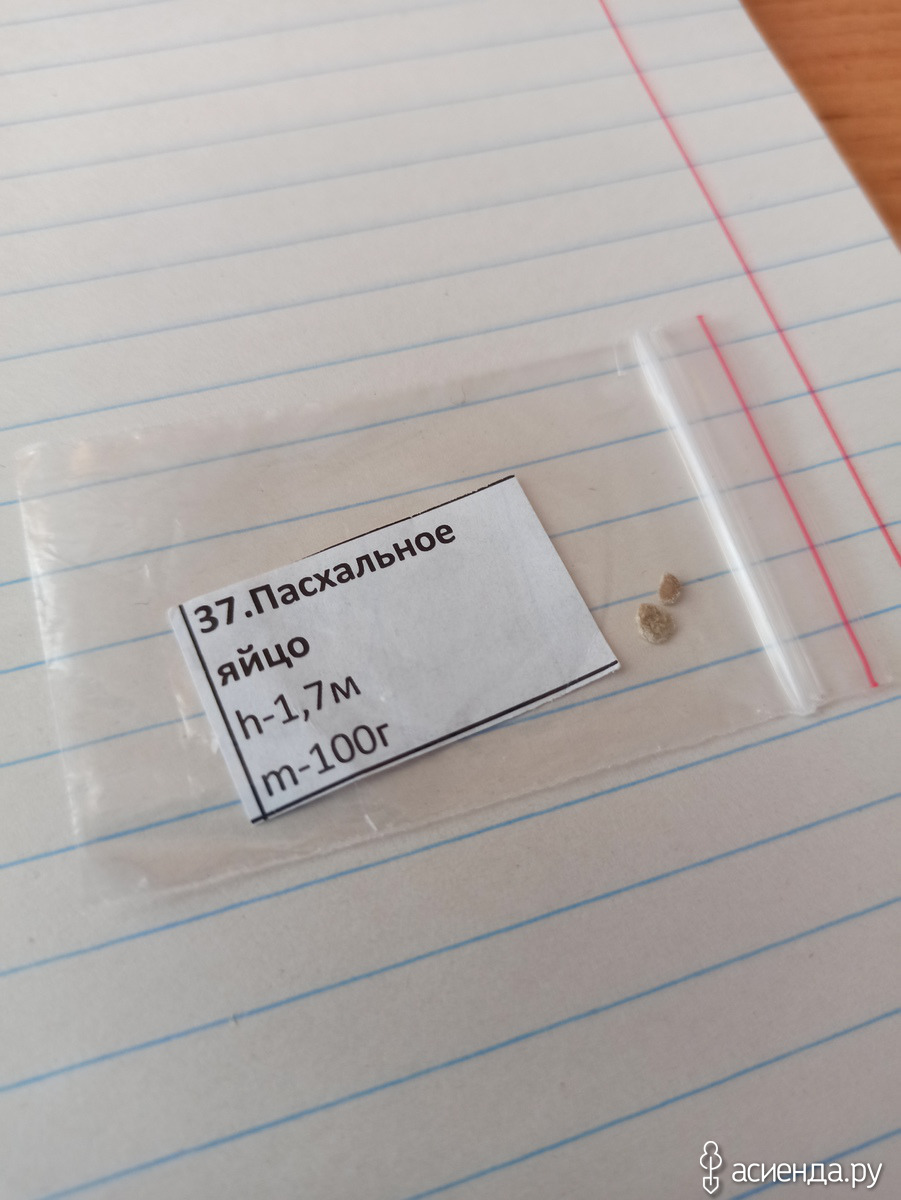 37.Пасхальное
яйцо
h-1,7м
m-100г
асиенда.ру